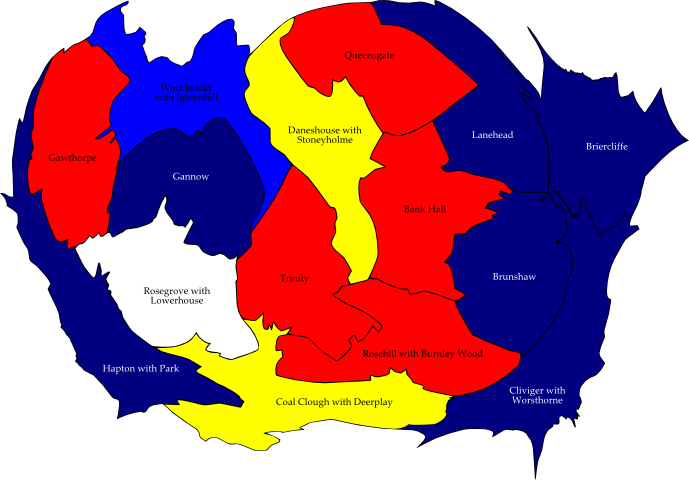 Queensgate
Whittlefield
with Ightenhill
Daneshouse with
Stoneyholme
Lanehead
Briercliffe
Gawthorpe
Gannow
Bank Hall
Trinity
Brunshaw
Rosegrove with
Lowerhouse
Rosehill with Burnley Wood
Hapton with Park
Cliviger with
Worsthorne
Coal Clough with Deerplay